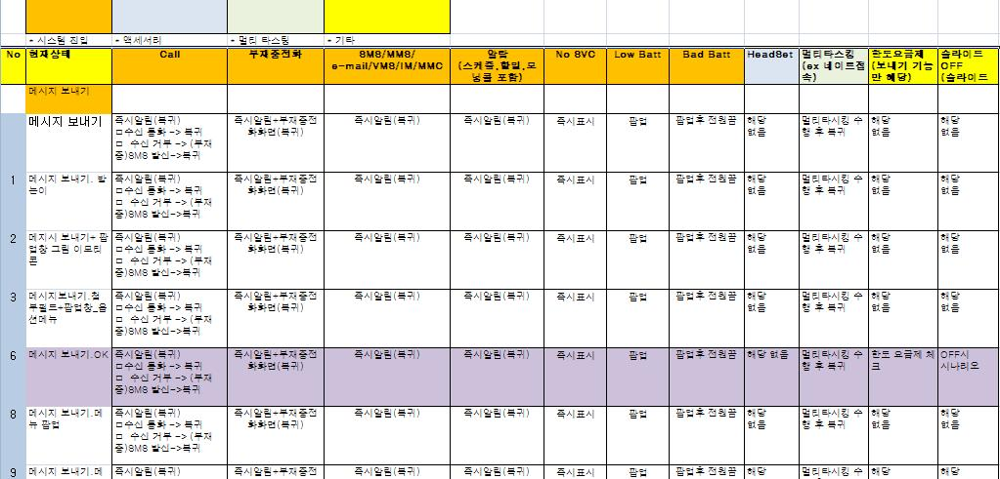 - 시스템 진입 - 액세서리 - 멀티 타스킹 - 기타
No 현재상태 Call 부재중전화 SMS/MMS/ e-mail/VMS/IM/MMC 알람 (스케줄,할일,모닝콜 포함) No SVC Low Batt Bad Batt HeadSet 멀티타스킹 (ex 네이트접속) 한도요금제 (보내기 기능만 해당) 슬라이드 OFF (슬라이드
메시지 보내기
메시지 보내기 즉시알림(복귀) □수신 통화 -> 복귀 □ 수신 거부 -> (부재중)SMS 발신->복귀 즉시알림+부재중전화화면(복귀) 즉시알림(복귀) 즉시알림(복귀) 즉시표시 팝업 팝업후 전원끔 해당 없음 멀티타시킹 수행 후 복귀 해당 없음 해당 없음
1 메시지 보내기. 받는이 즉시알림(복귀) □수신 통화 -> 복귀 □ 수신 거부 -> (부재중)SMS 발신->복귀 즉시알림+부재중전화화면(복귀) 즉시알림(복귀) 즉시알림(복귀) 즉시표시 팝업 팝업후 전원끔 해당 없음 멀티타시킹 수행 후 복귀 해당 없음 해당 없음
2 메지시 보내기+ 팝업창 그림 이모티콘 즉시알림(복귀) □수신 통화 -> 복귀 □ 수신 거부 -> (부재중)SMS 발신->복귀 즉시알림+부재중전화화면(복귀) 즉시알림(복귀) 즉시알림(복귀) 즉시표시 팝업 팝업후 전원끔 해당 없음 멀티타시킹 수행 후 복귀 해당 없음 해당 없음
3 메시지보내기.첨부필드+팝업창_옵션메뉴 즉시알림(복귀) □수신 통화 -> 복귀 □ 수신 거부 -> (부재중)SMS 발신->복귀 즉시알림+부재중전화화면(복귀) 즉시알림(복귀) 즉시알림(복귀) 즉시표시 팝업 팝업후 전원끔 해당 없음 멀티타시킹 수행 후 복귀 해당 없음 해당 없음
6 메시지 보내기.OK 즉시알림(복귀) □수신 통화 -> 복귀 □ 수신 거부 -> (부재중)SMS 발신->복귀 즉시알림+부재중전화화면(복귀) 즉시알림(복귀) 즉시알림(복귀) 즉시표시 팝업 팝업후 전원끔 해당 없음 멀티타시킹 수행 후 복귀 한도 요금제 체크 OFF시 시나리오
8 메시지 보내기.메뉴 팝업 즉시알림(복귀) □수신 통화 -> 복귀 □ 수신 거부 -> (부재중)SMS 발신->복귀 즉시알림+부재중전화화면(복귀) 즉시알림(복귀) 즉시알림(복귀) 즉시표시 팝업 팝업후 전원끔 해당 없음 멀티타시킹 수행 후 복귀 해당 없음 해당 없음
9 메시지 보내기.메 즉시알림(복귀) 즉시알림+부재중전 즉시알림(복귀) 즉시알림(복귀) 즉시표시 팝업 팝업후 전원끔 해당 멀티타시킹 수 해당 해당